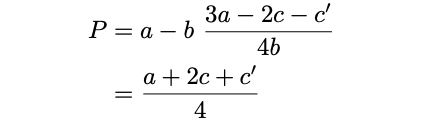 P = a − b (3a − 2c − c′)/(4b)
= (a + 2c + c′)/4